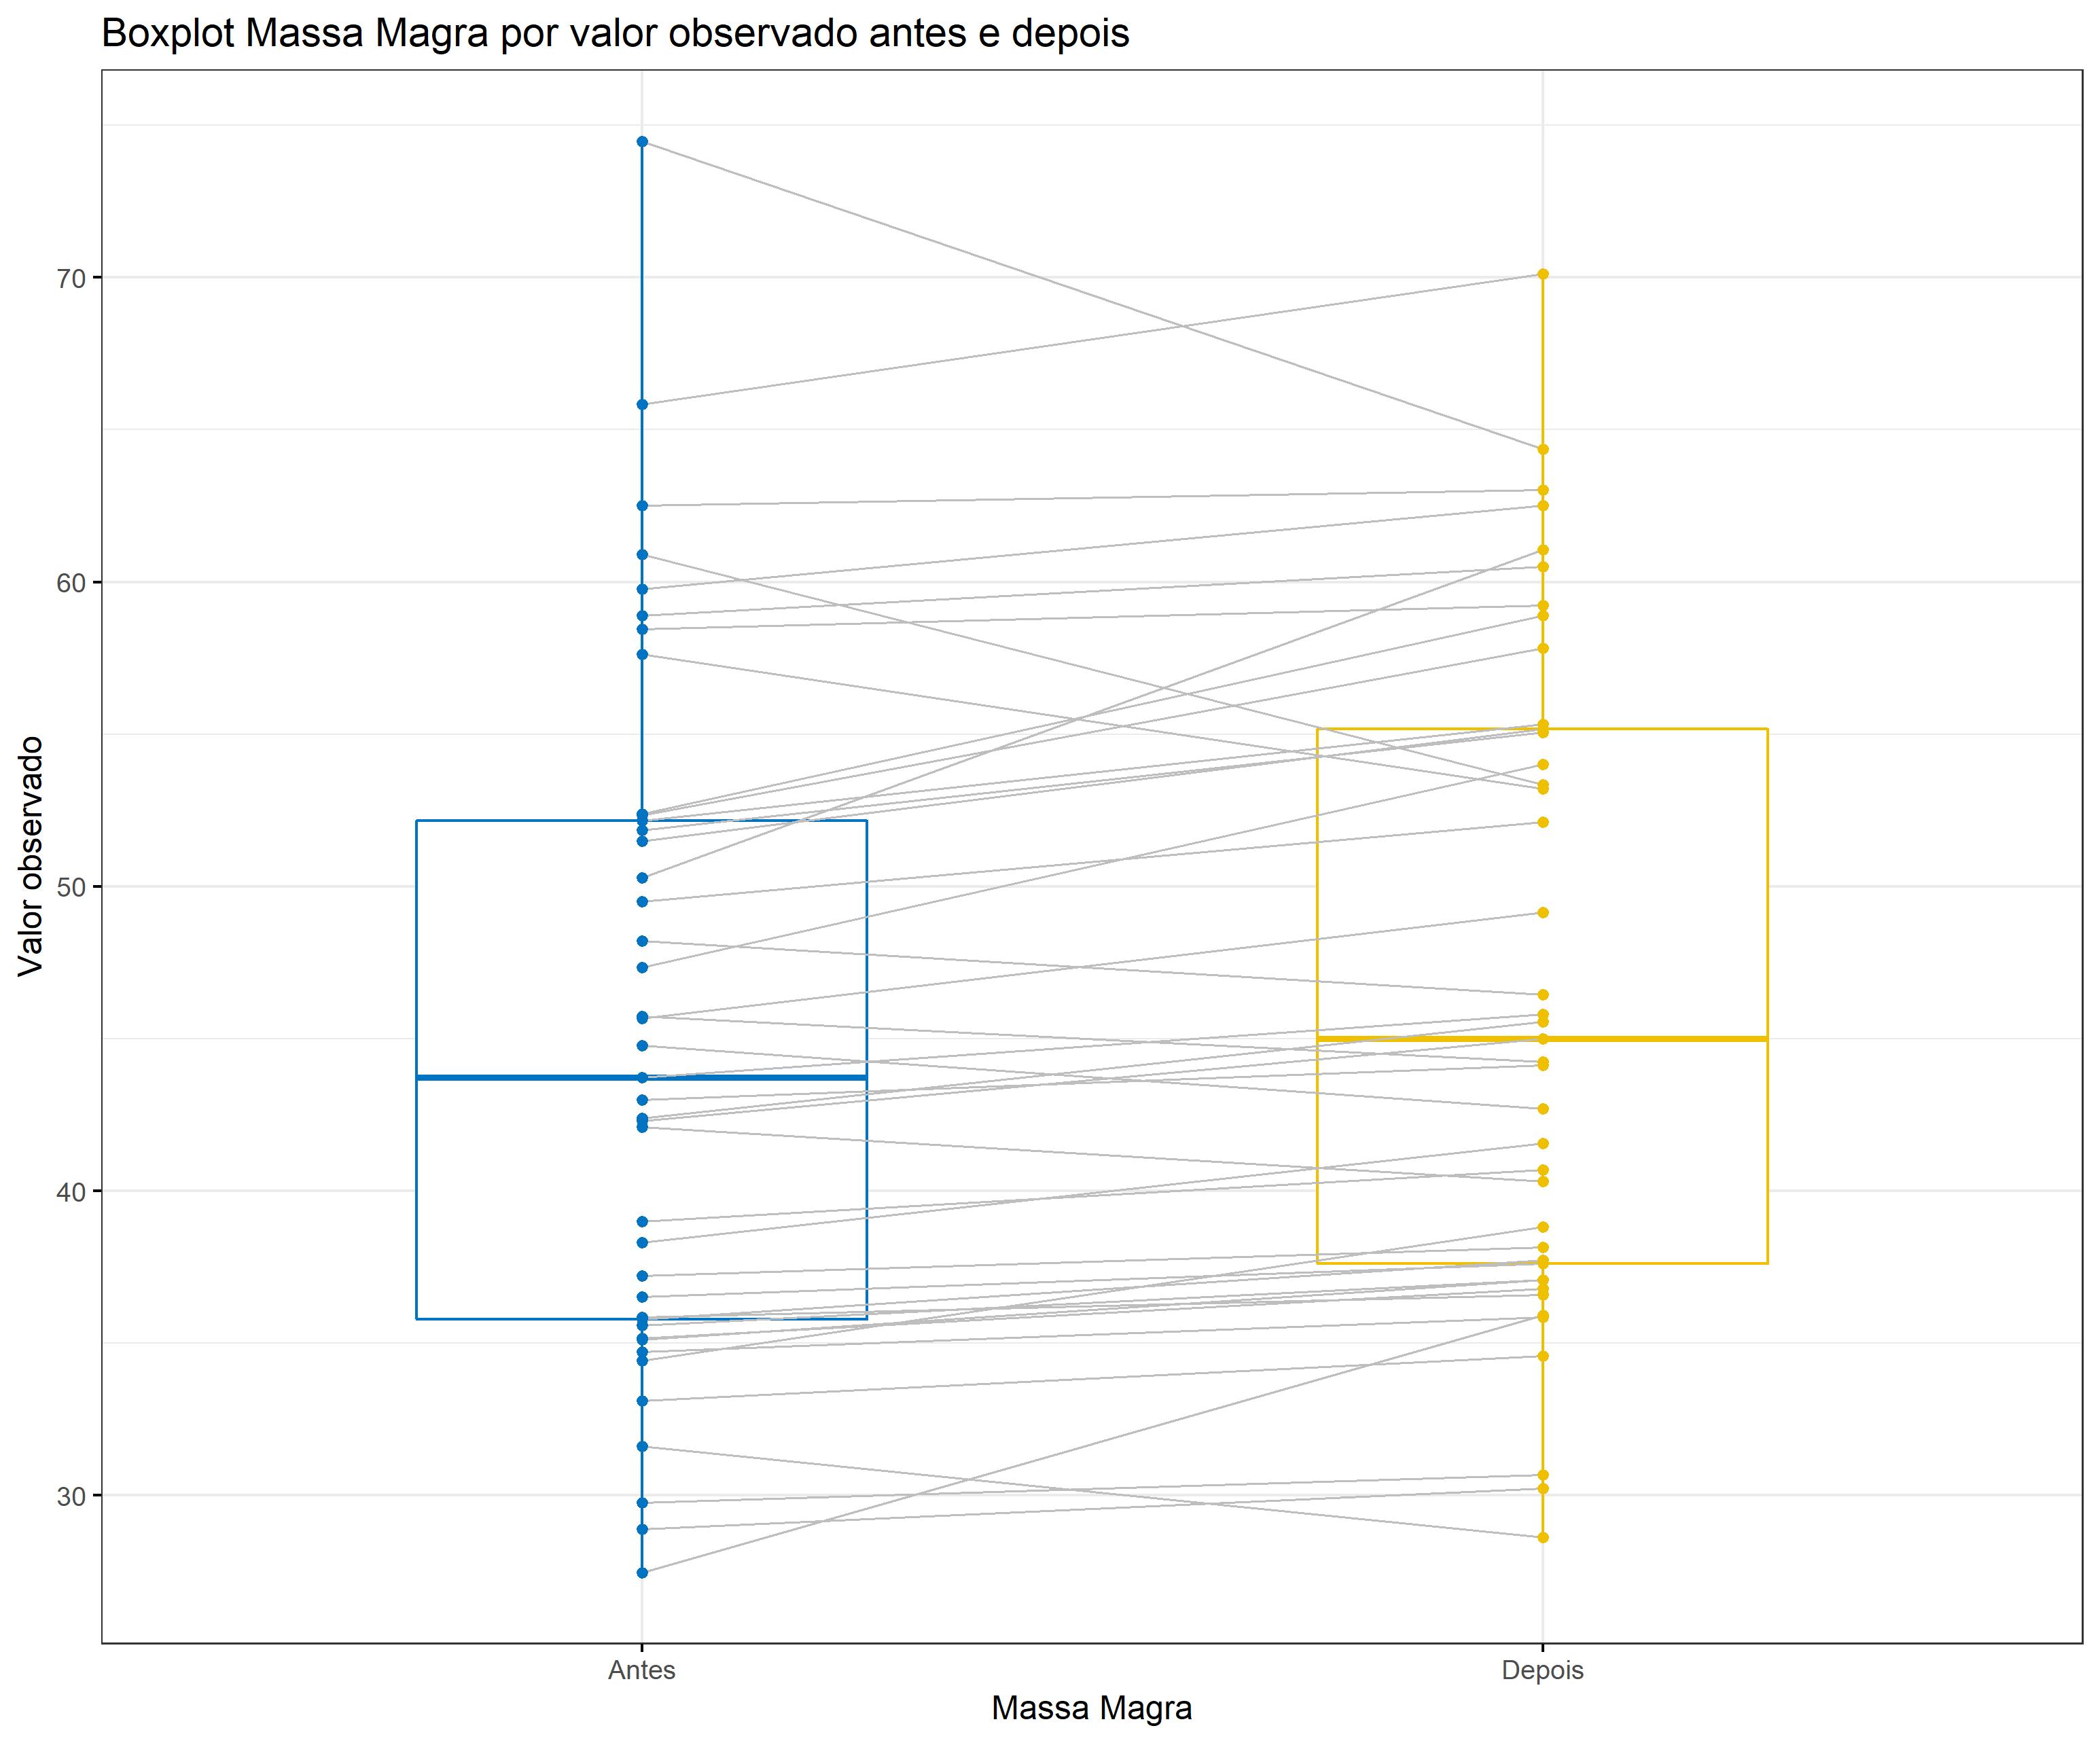 Boxplot Massa Magra por valor observado antes e depois
Valor observado
70
60
50
40
30
Antes
Depois
Massa Magra